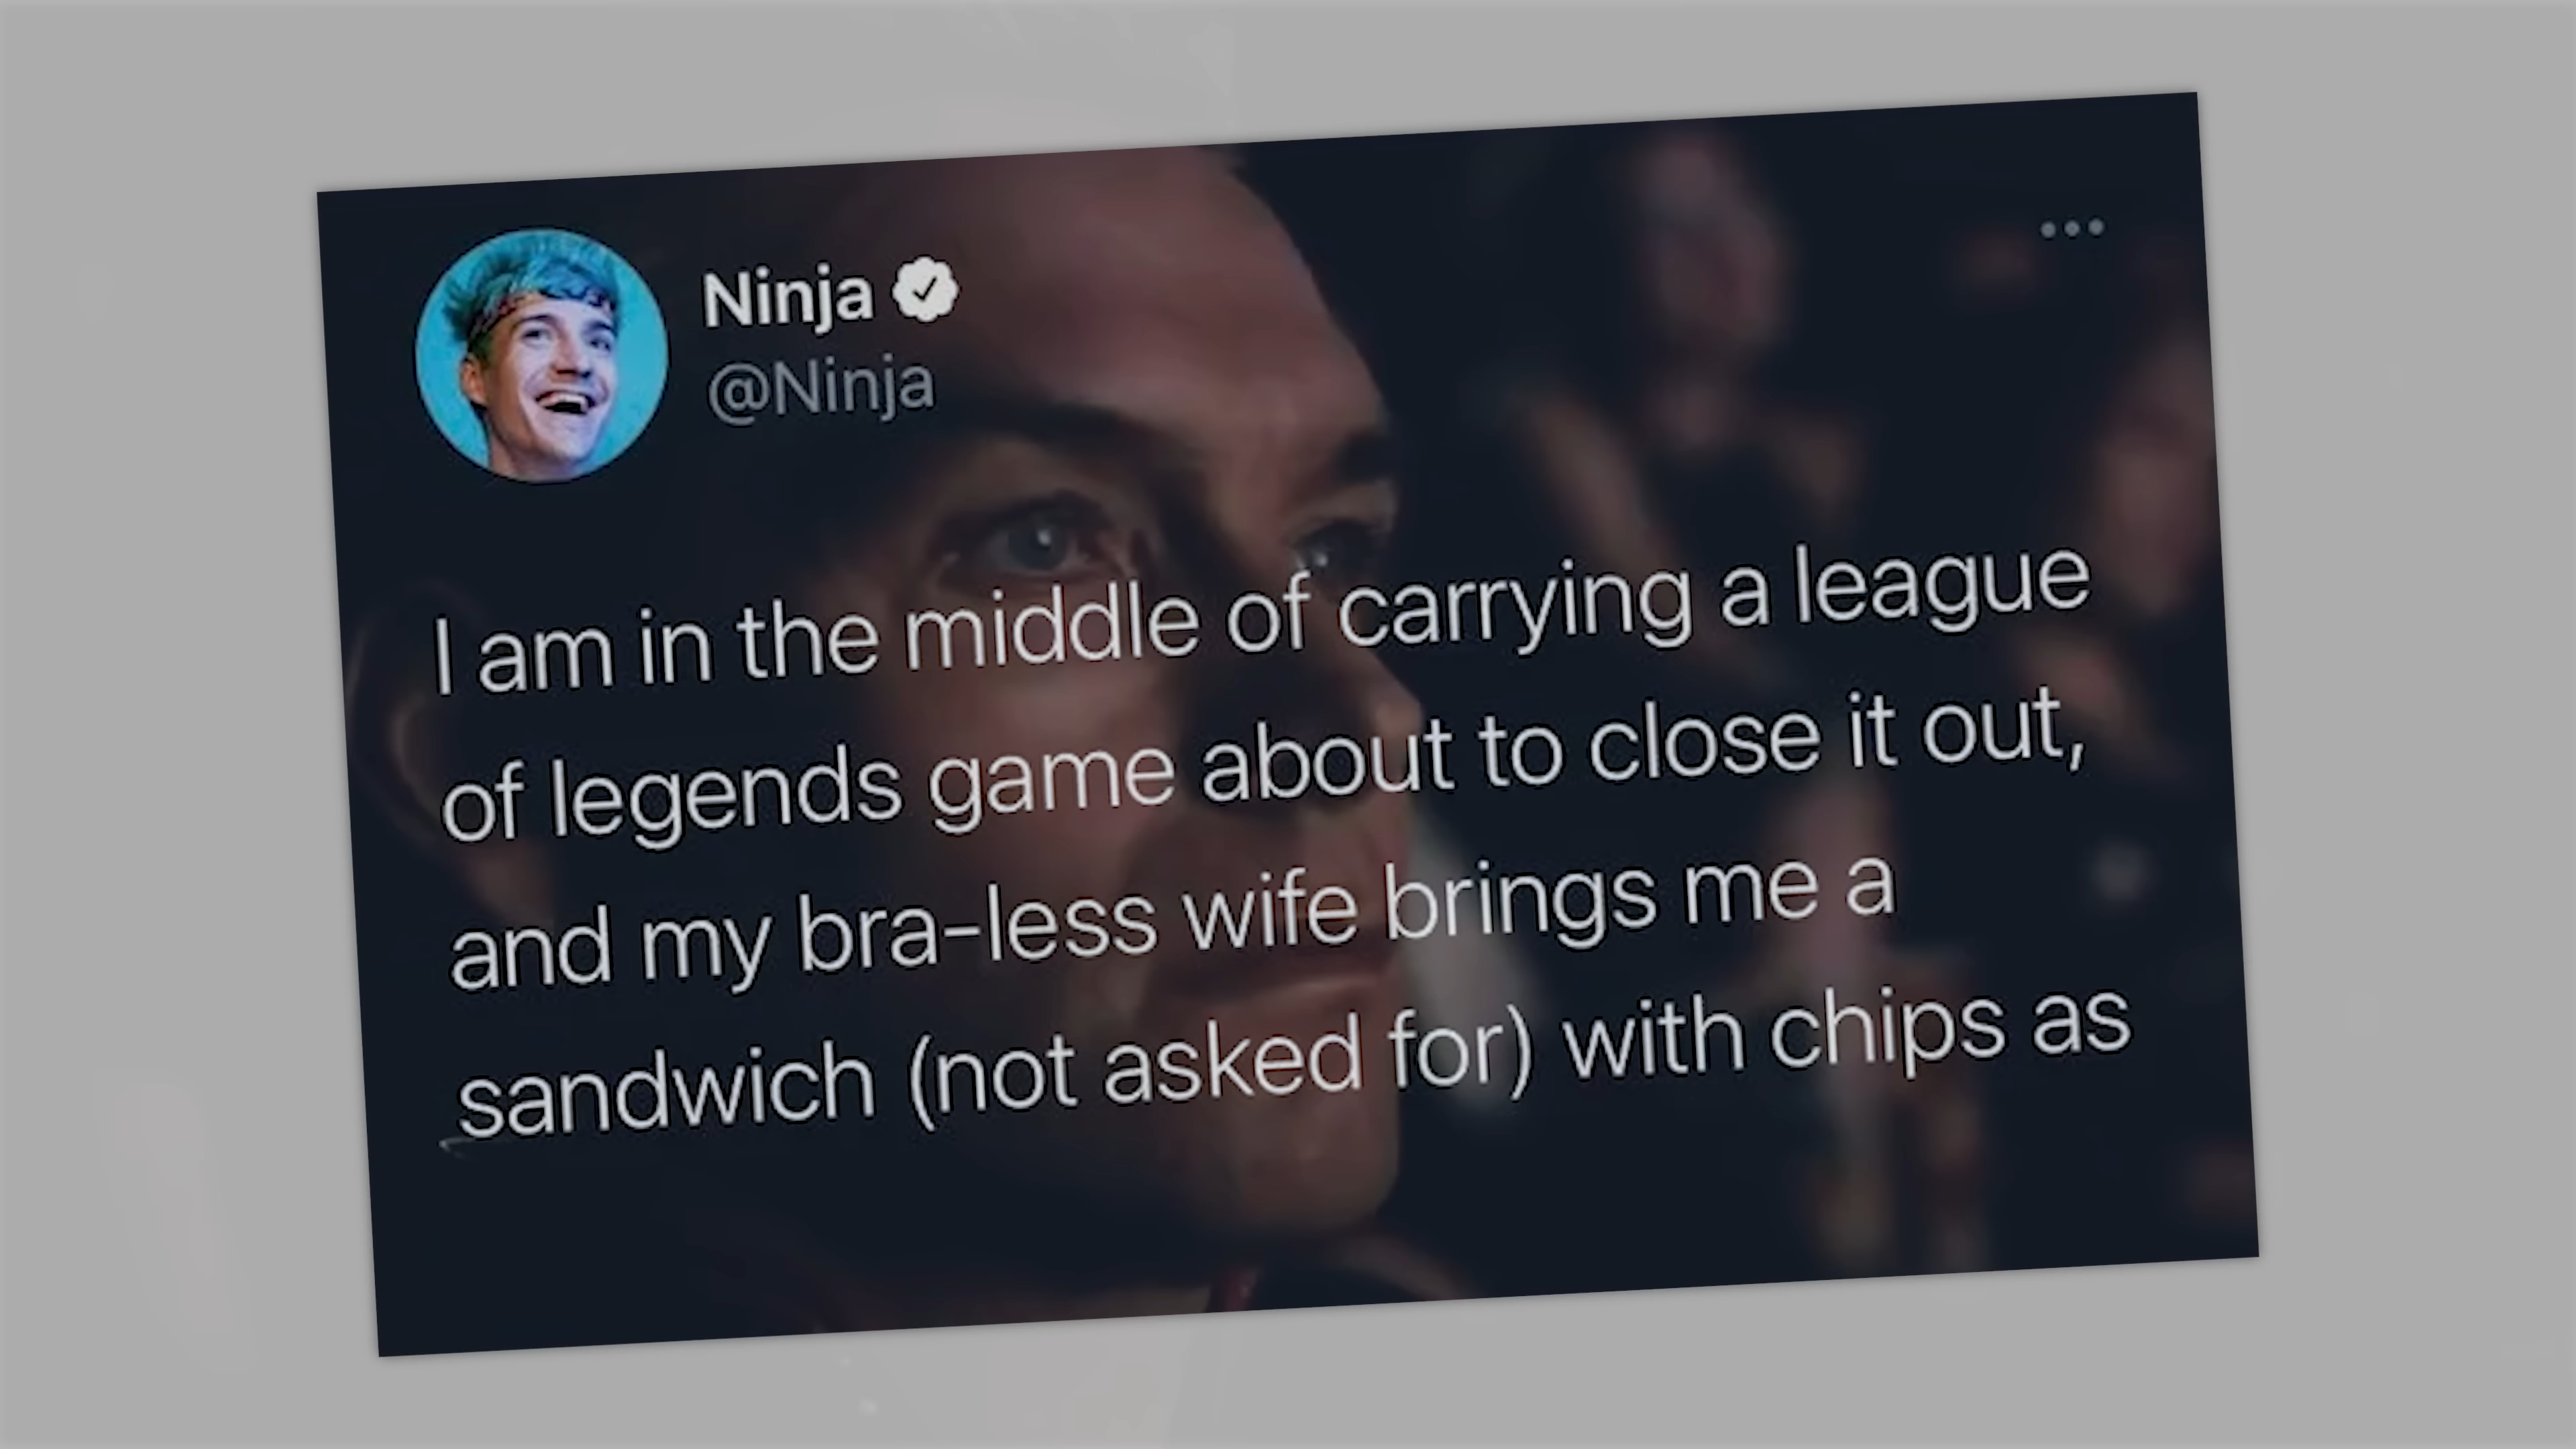 Ninja
@Ninja
I am in the middle of carrying a league
of legends game about to close it out,
and my bra-less wife brings me a
sandwich (not asked for) with chips as